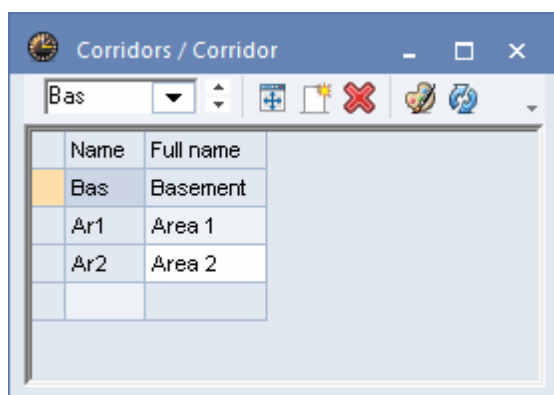 Corridors / Corridor
Bas
Name Full name
Bas Basement
Ar1 Area 1
Ar2 Area 2